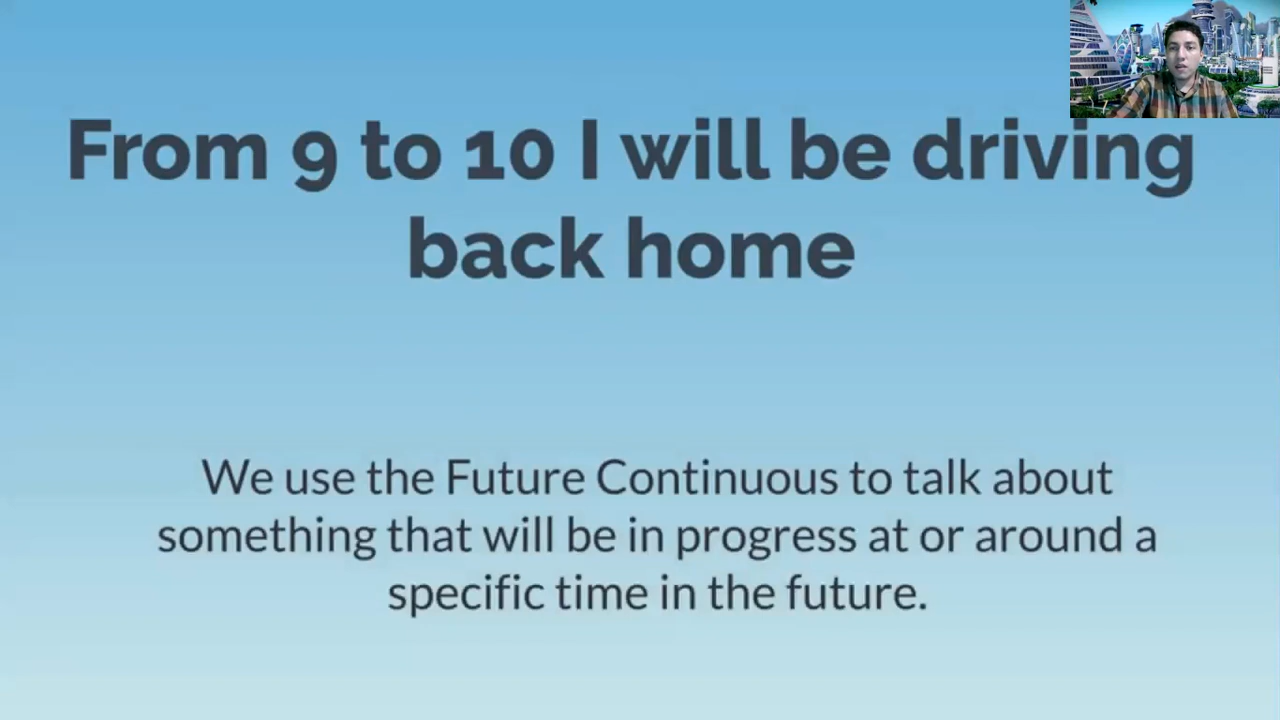 From 9 to 10 I will be driving
back home
We use the Future Continuous to talk about
something that will be in progress at or around a
specific time in the future.